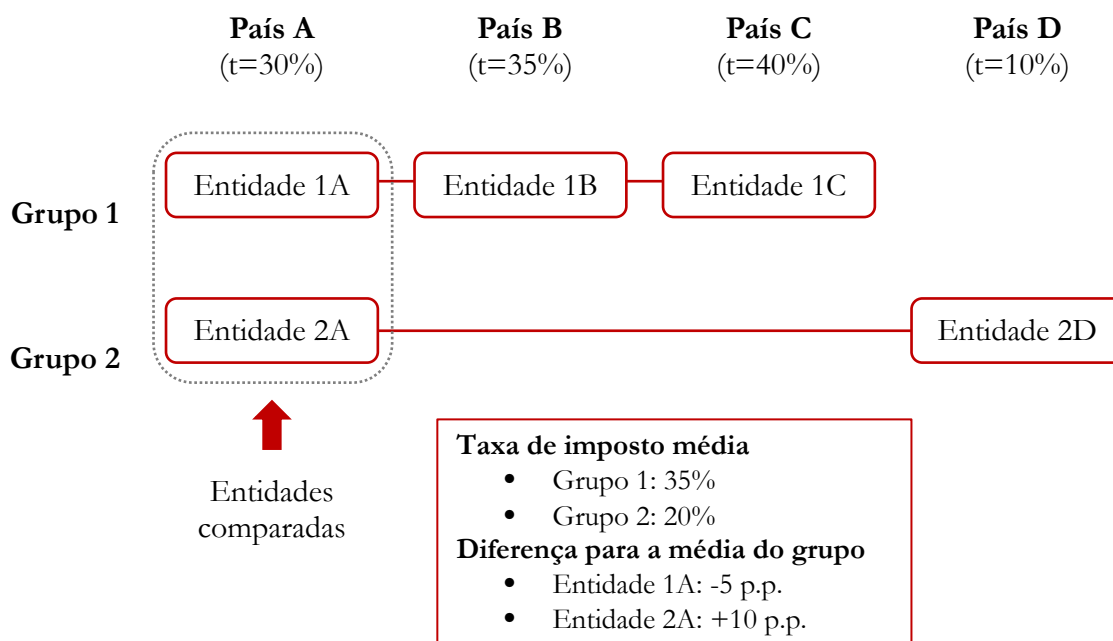 País A País B País C País D
(t=30%) (t=35%) (t=40%) (t=10%)
Entidade 1A Entidade 1B Entidade 1C
Grupo 1
Entidade 2A Entidade 2D
Grupo 2
Entidades
comparadas
Taxa de imposto média
• Grupo 1: 35%
• Grupo 2: 20%
Diferença para a média do grupo
• Entidade 1A: -5 p.p.
• Entidade 2A: +10 p.p.